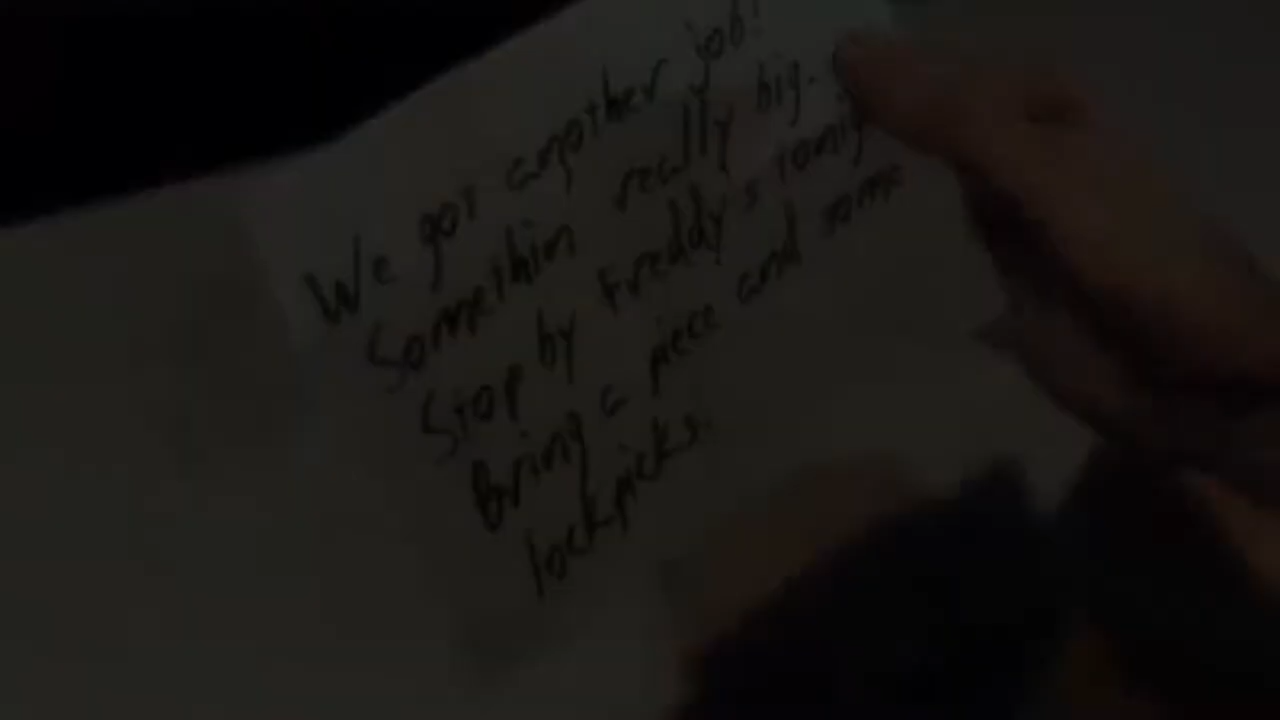 We got another job!
Somethin really big.
Stop by Freddy's
Bring a piece and some
lockpicks.